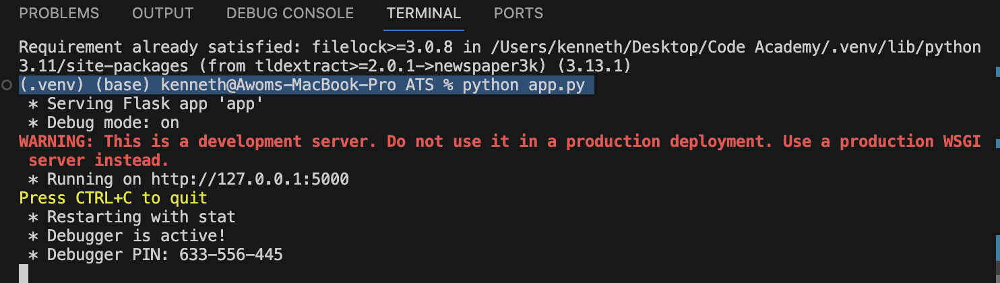 PROBLEMS OUTPUT DEBUG CONSOLE TERMINAL PORTS
Requirement already satisfied: filelock>=3.0.8 in /Users/kenneth/Desktop/Code Academy/.venv/lib/python
3.11/site-packages (from tldextract>=2.0.1->newspaper3k) (3.13.1)
(.venv) (base) kenneth@Awoms-MacBook-Pro ATS % python app.py
* Serving Flask app 'app'
* Debug mode: on
WARNING: This is a development server. Do not use it in a production deployment. Use a production WSGI
server instead.
* Running on http://127.0.0.1:5000
Press CTRL+C to quit
* Restarting with stat
* Debugger is active!
* Debugger PIN: 633-556-445